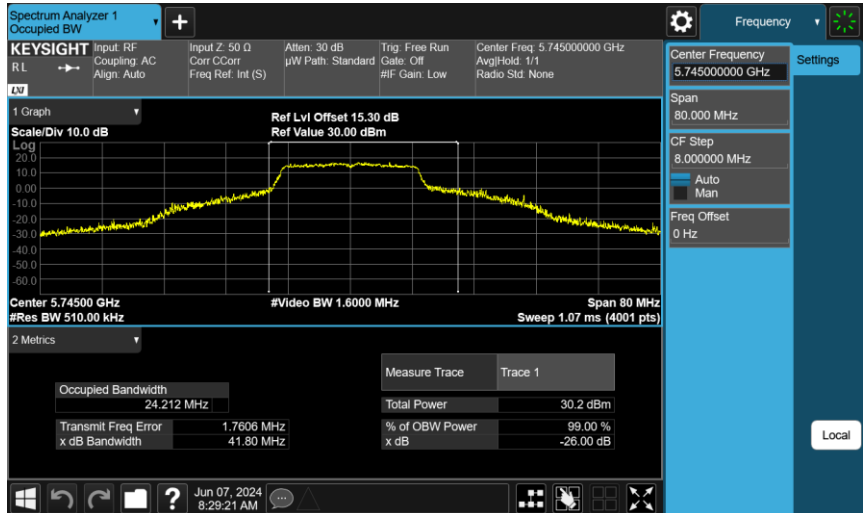 Spectrum Analyzer 1
Occupied BW
Frequency
KEYSIGHT
R L
LXI
Input: RF
Coupling: AC
Align: Auto
Input Z: 50 Ω
Corr CCorr
Freq Ref: Int (S)
Atten: 30 dB
µW Path: Standard
Trig: Free Run
Gate: Off
#IF Gain: Low
Center Freq: 5.745000000 GHz
Avg|Hold: 1/1
Radio Std: None
Center Frequency
5.745000000 GHz
Settings
Span
80.000 MHz
CF Step
8.000000 MHz
Auto
Man
Freq Offset
0 Hz
Local
1 Graph
Scale/Div 10.0 dB
Ref Lvl Offset 15.30 dB
Ref Value 30.00 dBm
Log
20.0
10.0
0.00
-10.0
-20.0
-30.0
-40.0
-50.0
-60.0
Center 5.74500 GHz
#Video BW 1.6000 MHz
Span 80 MHz
#Res BW 510.00 kHz
Sweep 1.07 ms (4001 pts)
2 Metrics
Measure Trace
Trace 1
Occupied Bandwidth
24.212 MHz
Total Power
30.2 dBm
Transmit Freq Error
1.7606 MHz
% of OBW Power
99.00 %
x dB Bandwidth
41.80 MHz
x dB
-26.00 dB
?
Jun 07, 2024
8:29:21 AM